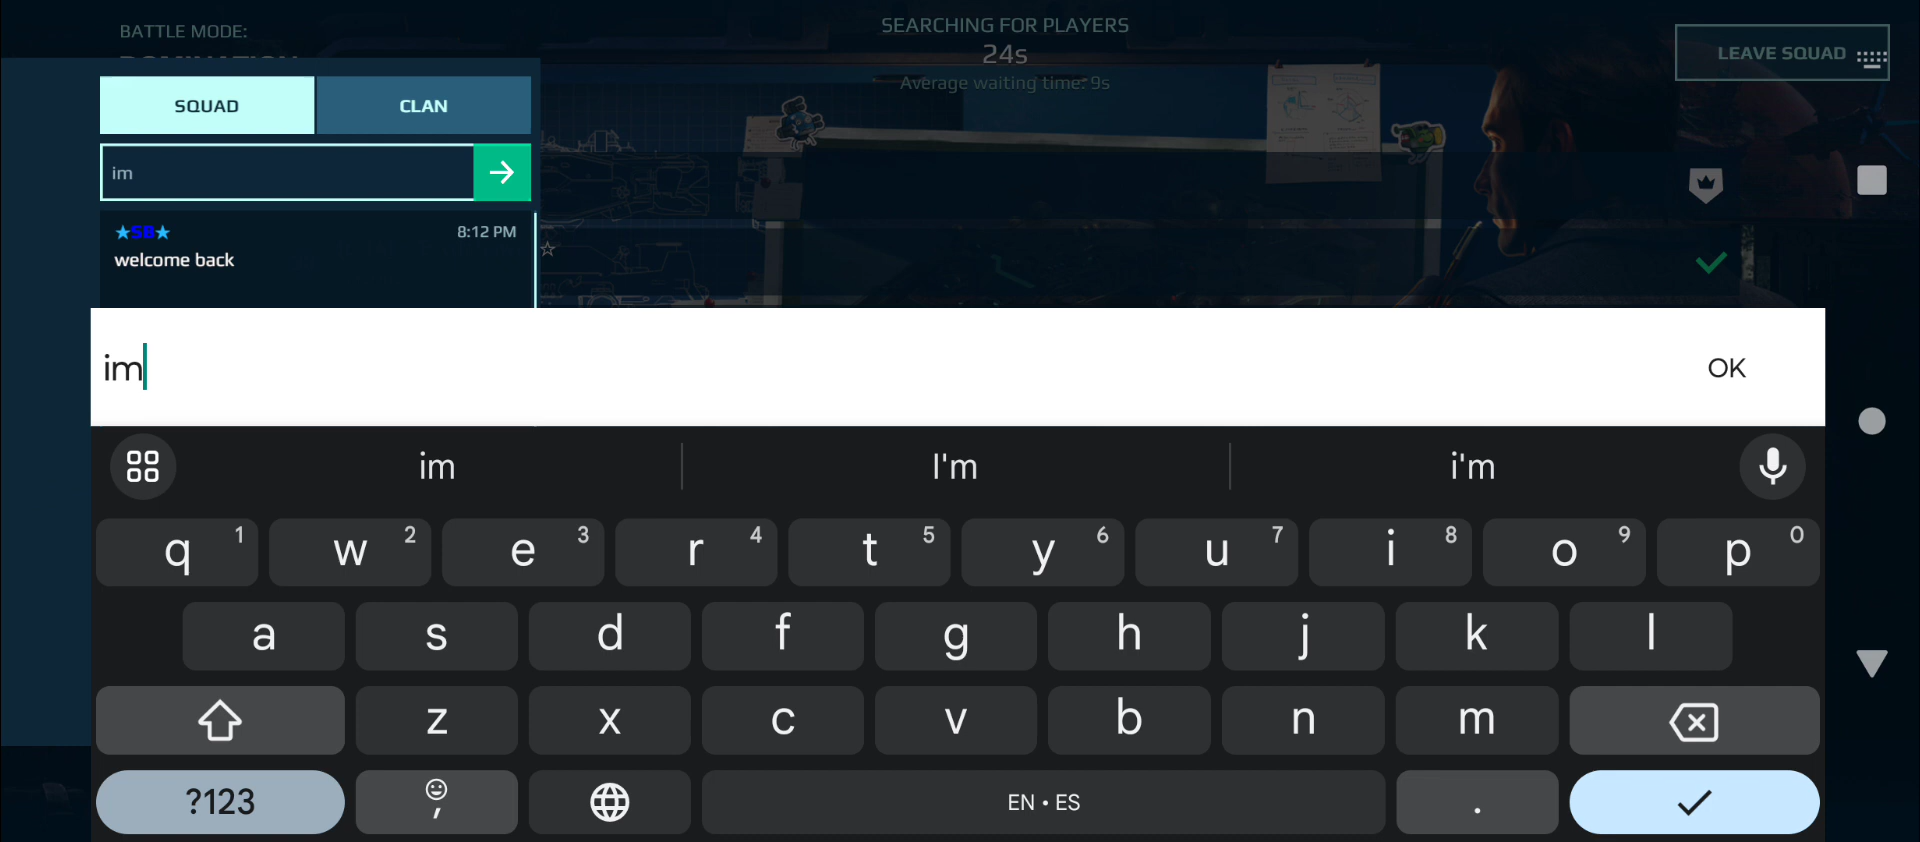 BATTLE MODE:
SEARCHING FOR PLAYERS
24s
Average waiting time: 9s
LEAVE SQUAD
SQUAD
CLAN
im
★SB★
8:12 PM
welcome back
im
OK
im
I'm
i'm
q 1 w 2 e 3 r 4 t 5 y 6 u 7 i 8 o 9 p 0
a s d f g h j k l
z x c v b n m
?123
,
EN • ES
.